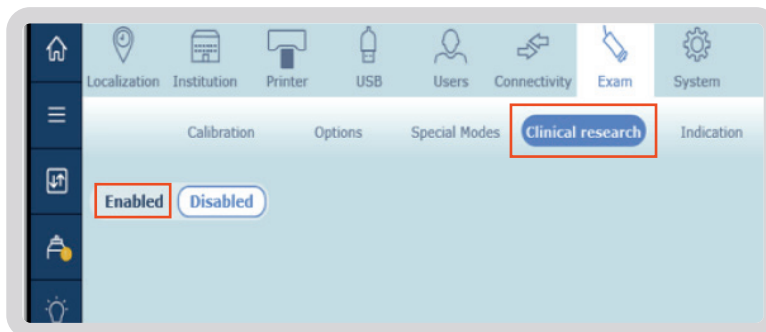 Localization Institution Printer USB Users Connectivity Exam System
Calibration Options Special Modes Clinical research Indication
Enabled Disabled